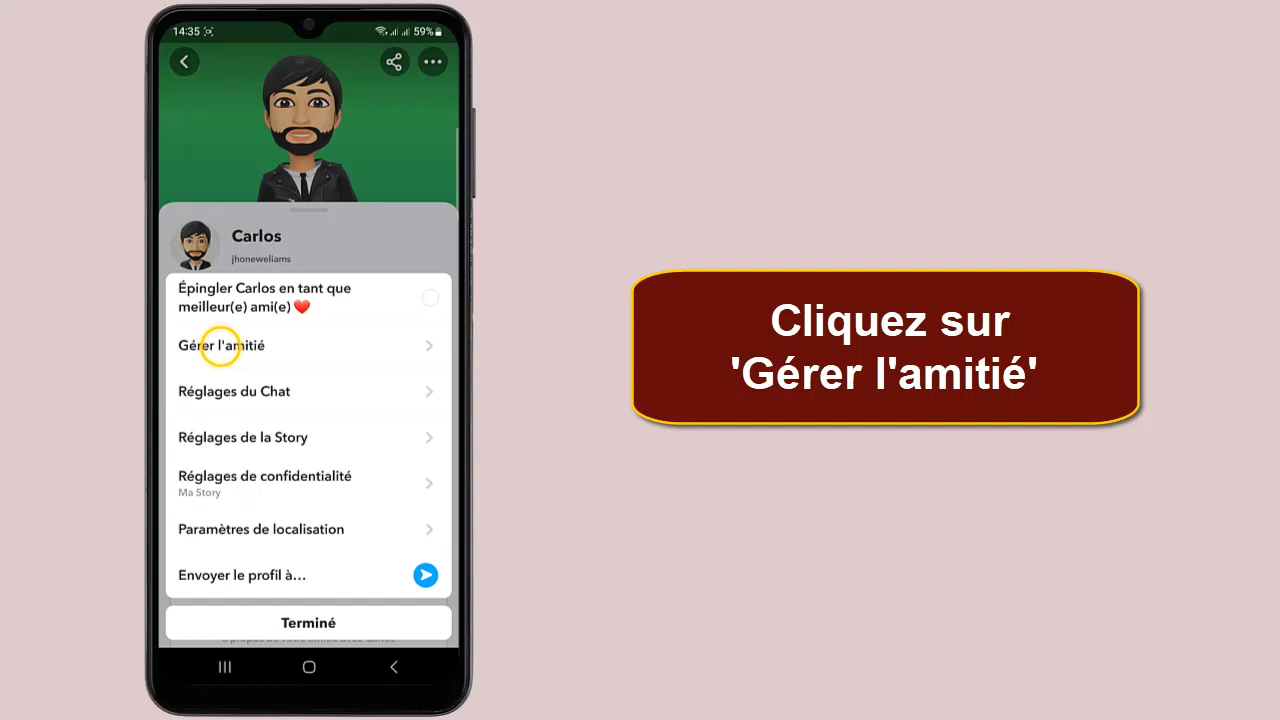 14:35
59%
Carlos
jhoneweliams
Épingler Carlos en tant que
meilleur(e) ami(e) ❤️
Gérer l'amitié
Réglages du Chat
Réglages de la Story
Réglages de confidentialité
Ma Story
Paramètres de localisation
Envoyer le profil à…
Terminé
Cliquez sur
'Gérer l'amitié'